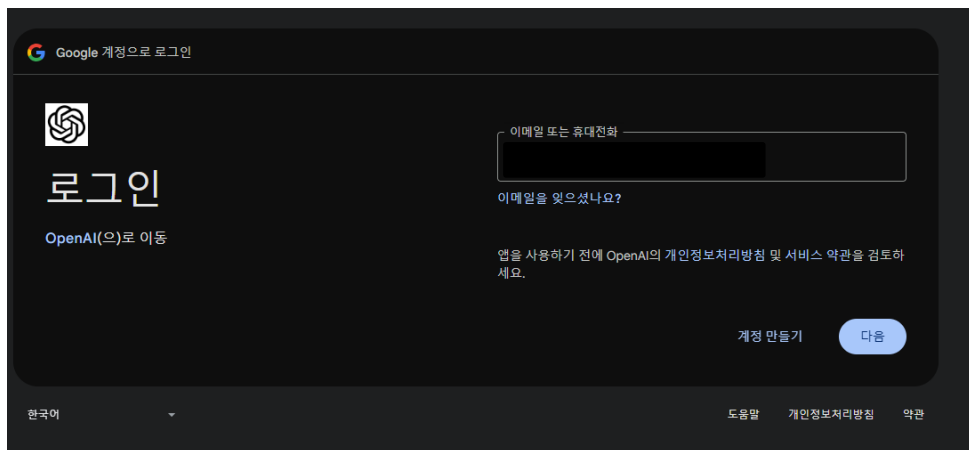 Google 계정으로 로그인
로그인
OpenAI(으)로 이동
이메일 또는 휴대전화
이메일을 잊으셨나요?
앱을 사용하기 전에 OpenAI의 개인정보처리방침 및 서비스 약관을 검토하
세요.
계정 만들기
다음
한국어
도움말
개인정보처리방침
약관